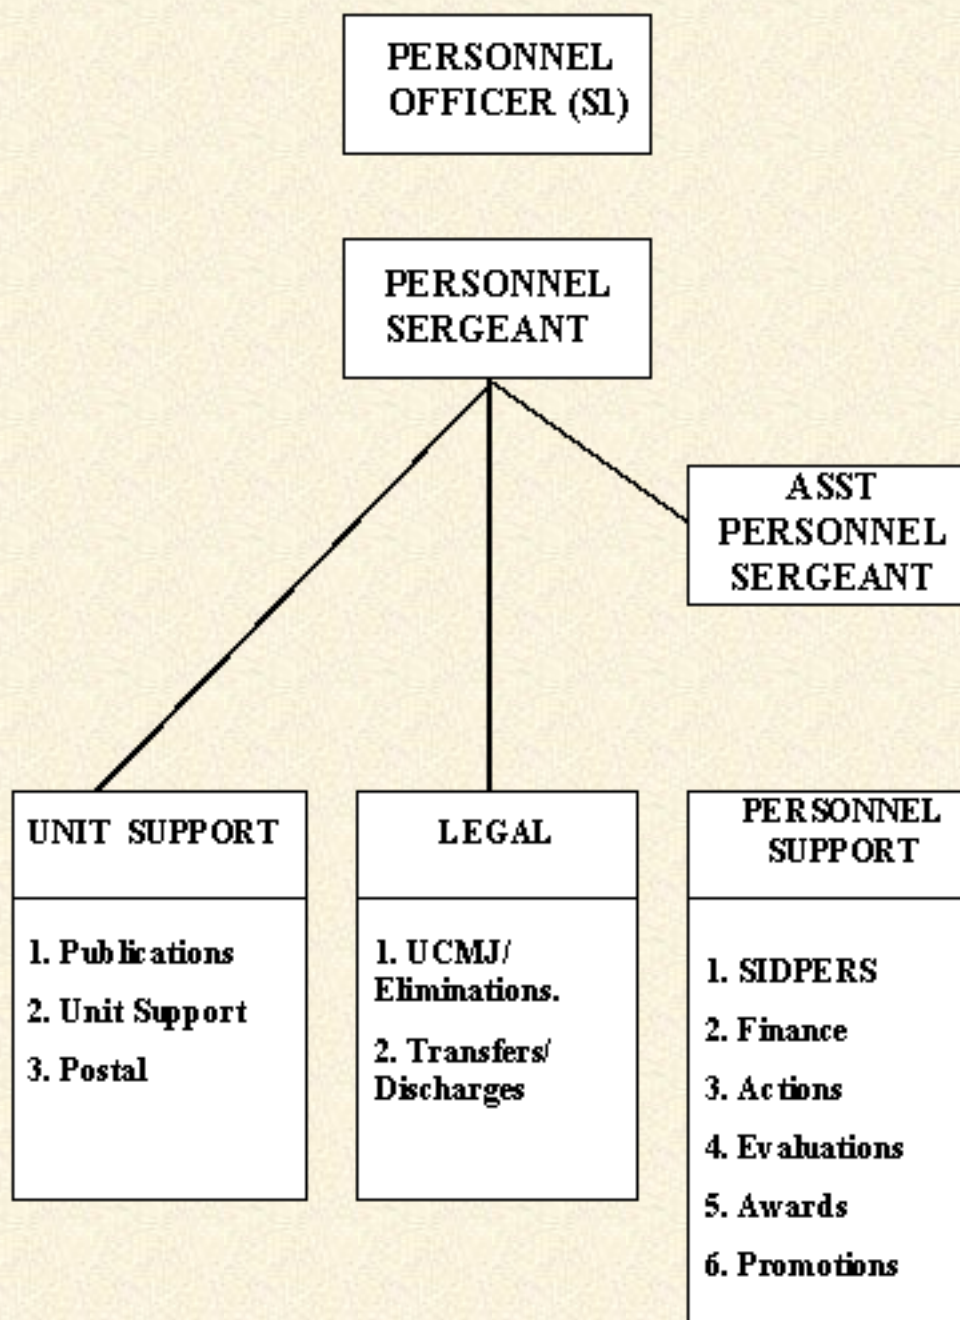 PERSONNEL
OFFICER (S1)
PERSONNEL
SERGEANT
ASST
PERSONNEL
SERGEANT
UNIT SUPPORT
1. Publications
2. Unit Support
3. Postal
LEGAL
1. UCMJ/
Eliminations.
2. Transfers/
Discharges
PERSONNEL
SUPPORT
1. SIDPERS
2. Finance
3. Actions
4. Evaluations
5. Awards
6. Promotions